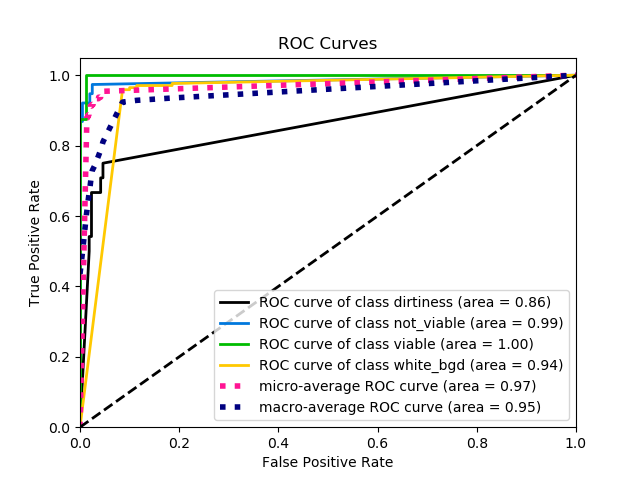 ROC Curves
True Positive Rate
1.0
0.8
0.6
0.4
0.2
0.0
ROC curve of class dirtiness (area = 0.86)
ROC curve of class not_viable (area = 0.99)
ROC curve of class viable (area = 1.00)
ROC curve of class white_bgd (area = 0.94)
micro-average ROC curve (area = 0.97)
macro-average ROC curve (area = 0.95)
0.0 0.2 0.4 0.6 0.8 1.0
False Positive Rate